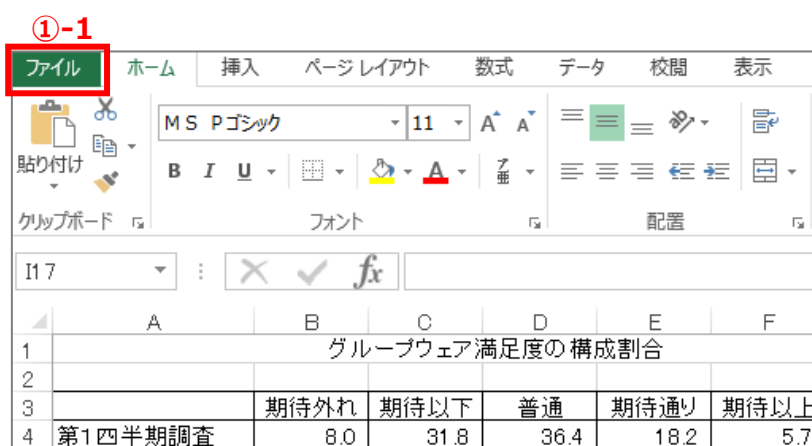 ①-1
ファイル ホーム 挿入 ページ レイアウト 数式 データ 校閲 表示
ＭＳ Ｐゴシック 11 A A
貼り付け B I U A ア亜
クリップボード フォント 配置
I17 fx
A B C D E F
1 グループウェア満足度の構成割合
2
3 期待外れ 期待以下 普通 期待通り 期待以上
4 第1四半期調査 8.0 31.8 36.4 18.2 5.7